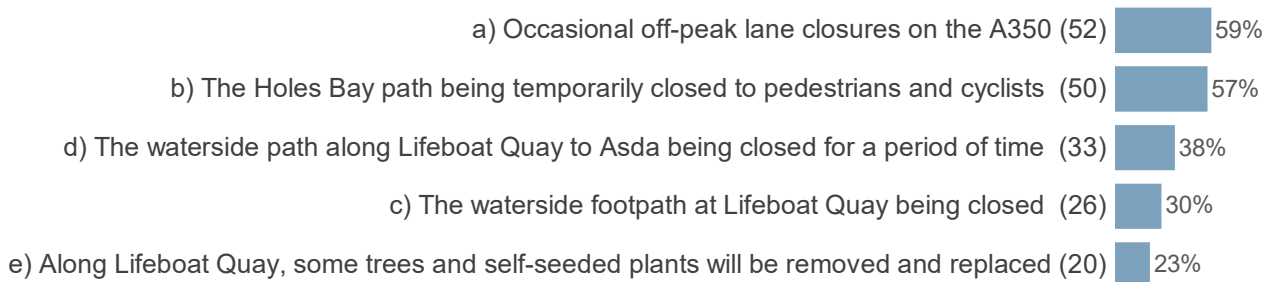 a) Occasional off-peak lane closures on the A350 (52) 59%
b) The Holes Bay path being temporarily closed to pedestrians and cyclists (50) 57%
d) The waterside path along Lifeboat Quay to Asda being closed for a period of time (33) 38%
c) The waterside footpath at Lifeboat Quay being closed (26) 30%
e) Along Lifeboat Quay, some trees and self-seeded plants will be removed and replaced (20) 23%